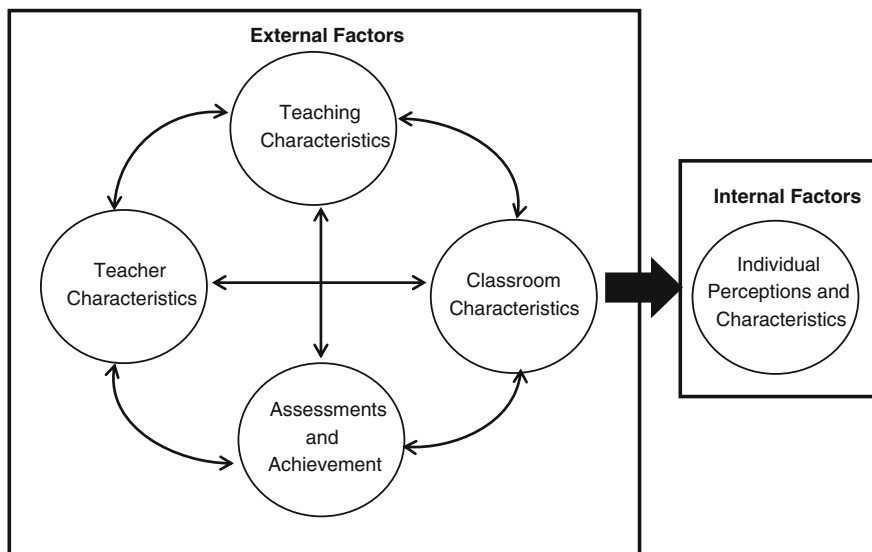 External Factors
Teaching
Characteristics
Teacher
Characteristics
Classroom
Characteristics
Assessments
and
Achievement
Internal Factors
Individual
Perceptions and
Characteristics